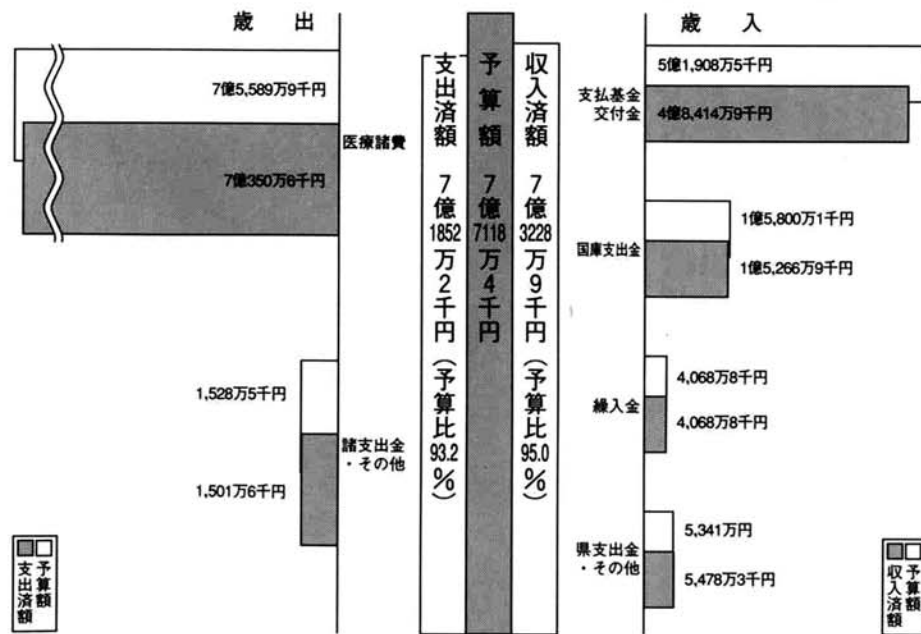 歳出
7億5,589万9千円
7億350万6千円
医療諸費
1,528万5千円
1,501万6千円
諸支出金
・その他
予算額
支出済額
支出済額 7億1852万2千円(予算比93.2%)
予算額 7億7118万4千円
収入済額 7億3228万9千円(予算比95.0%)
歳入
支払基金
交付金
5億1,908万5千円
4億8,414万9千円
国庫支出金
1億5,800万1千円
1億5,266万9千円
繰入金
4,068万8千円
4,068万8千円
県支出金
・その他
5,341万円
5,478万3千円
予算額
収入済額